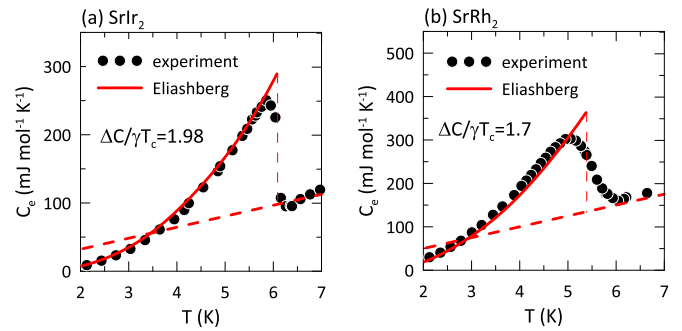 (a) SrIr2
experiment
Eliashberg
ΔC/γTc=1.98
Ce (mJ mol-1 K-1)
300
200
100
0
2 3 4 5 6 7
T (K)
(b) SrRh2
experiment
Eliashberg
ΔC/γTc=1.7
Ce (mJ mol-1 K-1)
500
400
300
200
100
0
2 3 4 5 6 7
T (K)